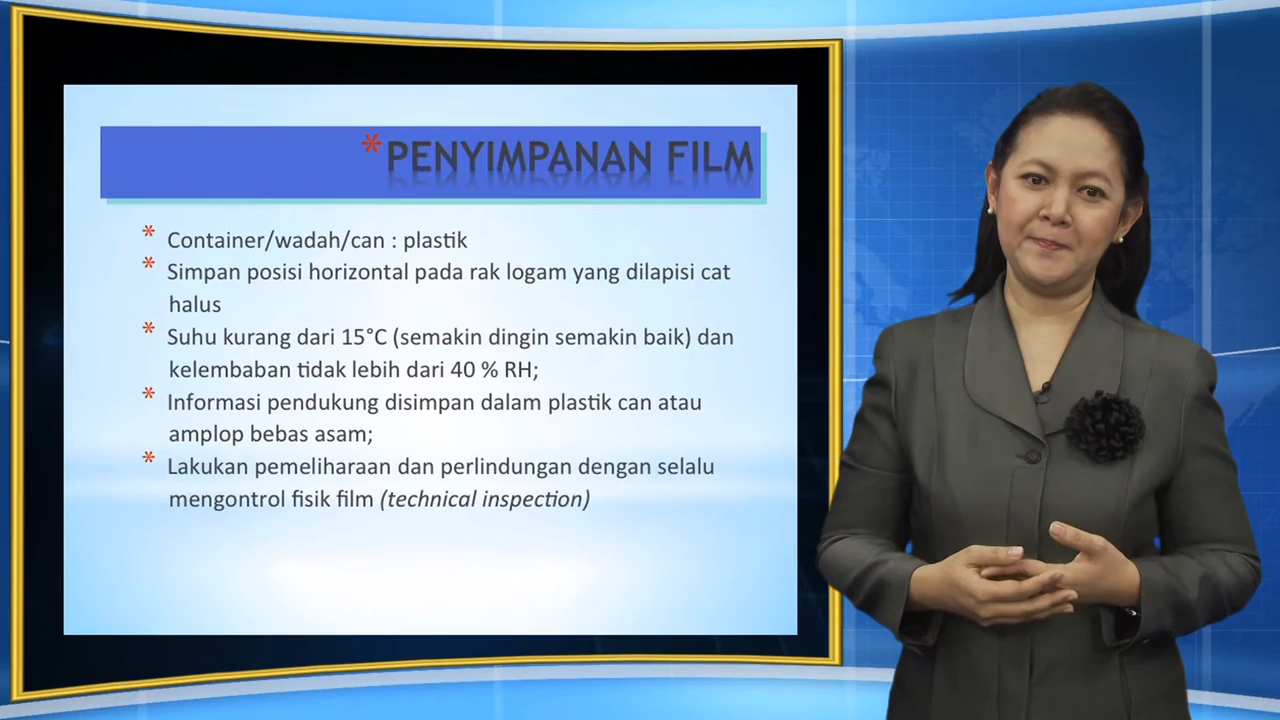 * PENYIMPANAN FILM
* Container/wadah/can : plastik
* Simpan posisi horizontal pada rak logam yang dilapisi cat
halus
* Suhu kurang dari 15°C (semakin dingin semakin baik) dan
kelembaban tidak lebih dari 40 % RH;
* Informasi pendukung disimpan dalam plastik can atau
amplop bebas asam;
* Lakukan pemeliharaan dan perlindungan dengan selalu
mengontrol fisik film (technical inspection)